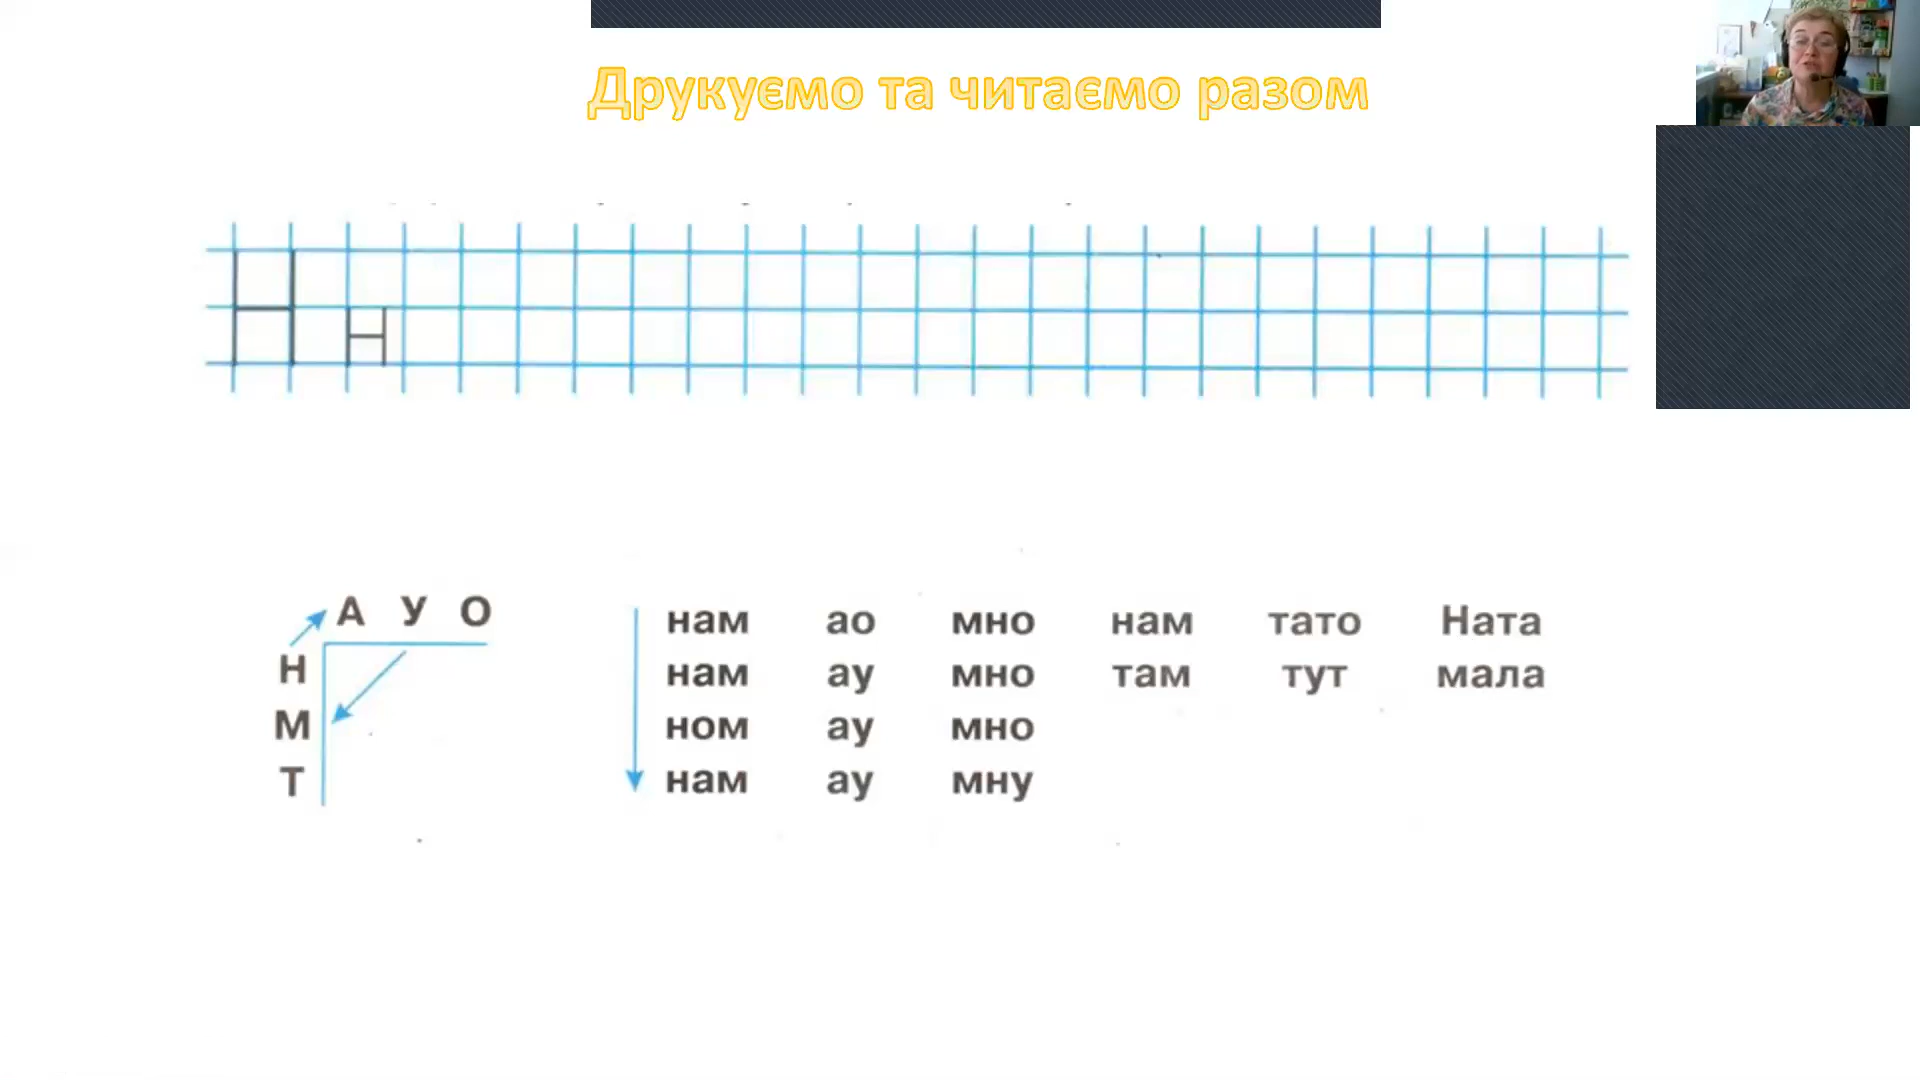 Друкуємо та читаємо разом
Н н
А У О
Н
М
Т
нам ао мно нам тато Ната
нам ау мно там тут мала
ном ау мно
нам ау мну